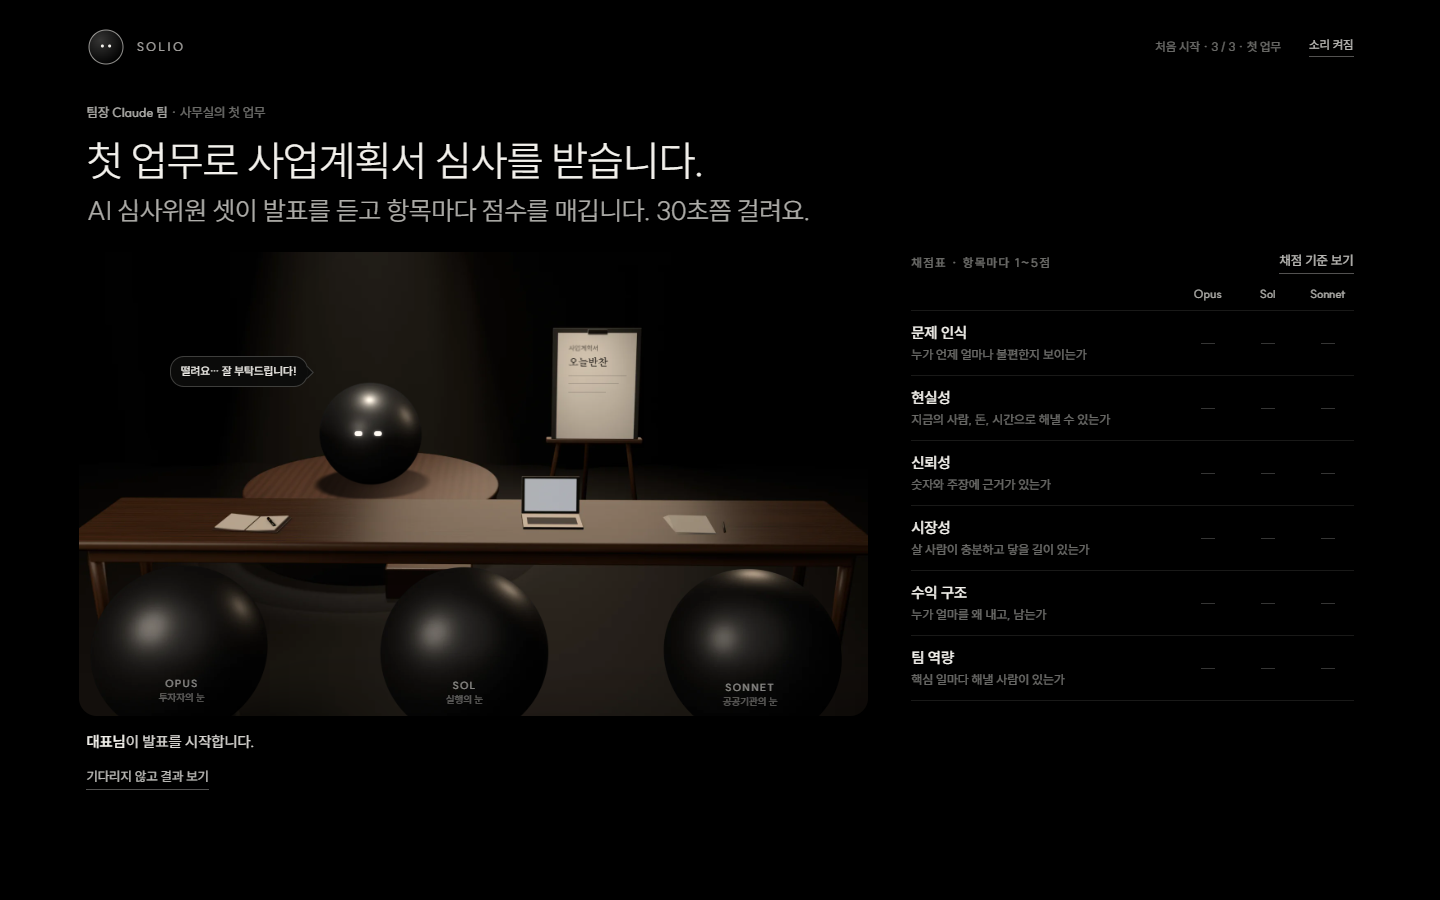 SOLIO
처음 시작 · 3 / 3 · 첫 업무
소리 켜짐
팀장 Claude 팀 · 사무실의 첫 업무
첫 업무로 사업계획서 심사를 받습니다.
AI 심사위원 셋이 발표를 듣고 항목마다 점수를 매깁니다. 30초쯤 걸려요.
떨려요… 잘 부탁드립니다!
사업계획서
오늘반찬
OPUS
투자자의 눈
SOL
실행의 눈
SONNET
공공기관의 눈
대표님이 발표를 시작합니다.
기다리지 않고 결과 보기
채점표 · 항목마다 1~5점
채점 기준 보기
Opus Sol Sonnet
문제 인식
누가 언제 얼마나 불편한지 보이는가
— — —
현실성
지금의 사람, 돈, 시간으로 해낼 수 있는가
— — —
신뢰성
숫자와 주장에 근거가 있는가
— — —
시장성
살 사람이 충분하고 닿을 길이 있는가
— — —
수익 구조
누가 얼마를 왜 내고, 남는가
— — —
팀 역량
핵심 일마다 해낼 사람이 있는가
— — —